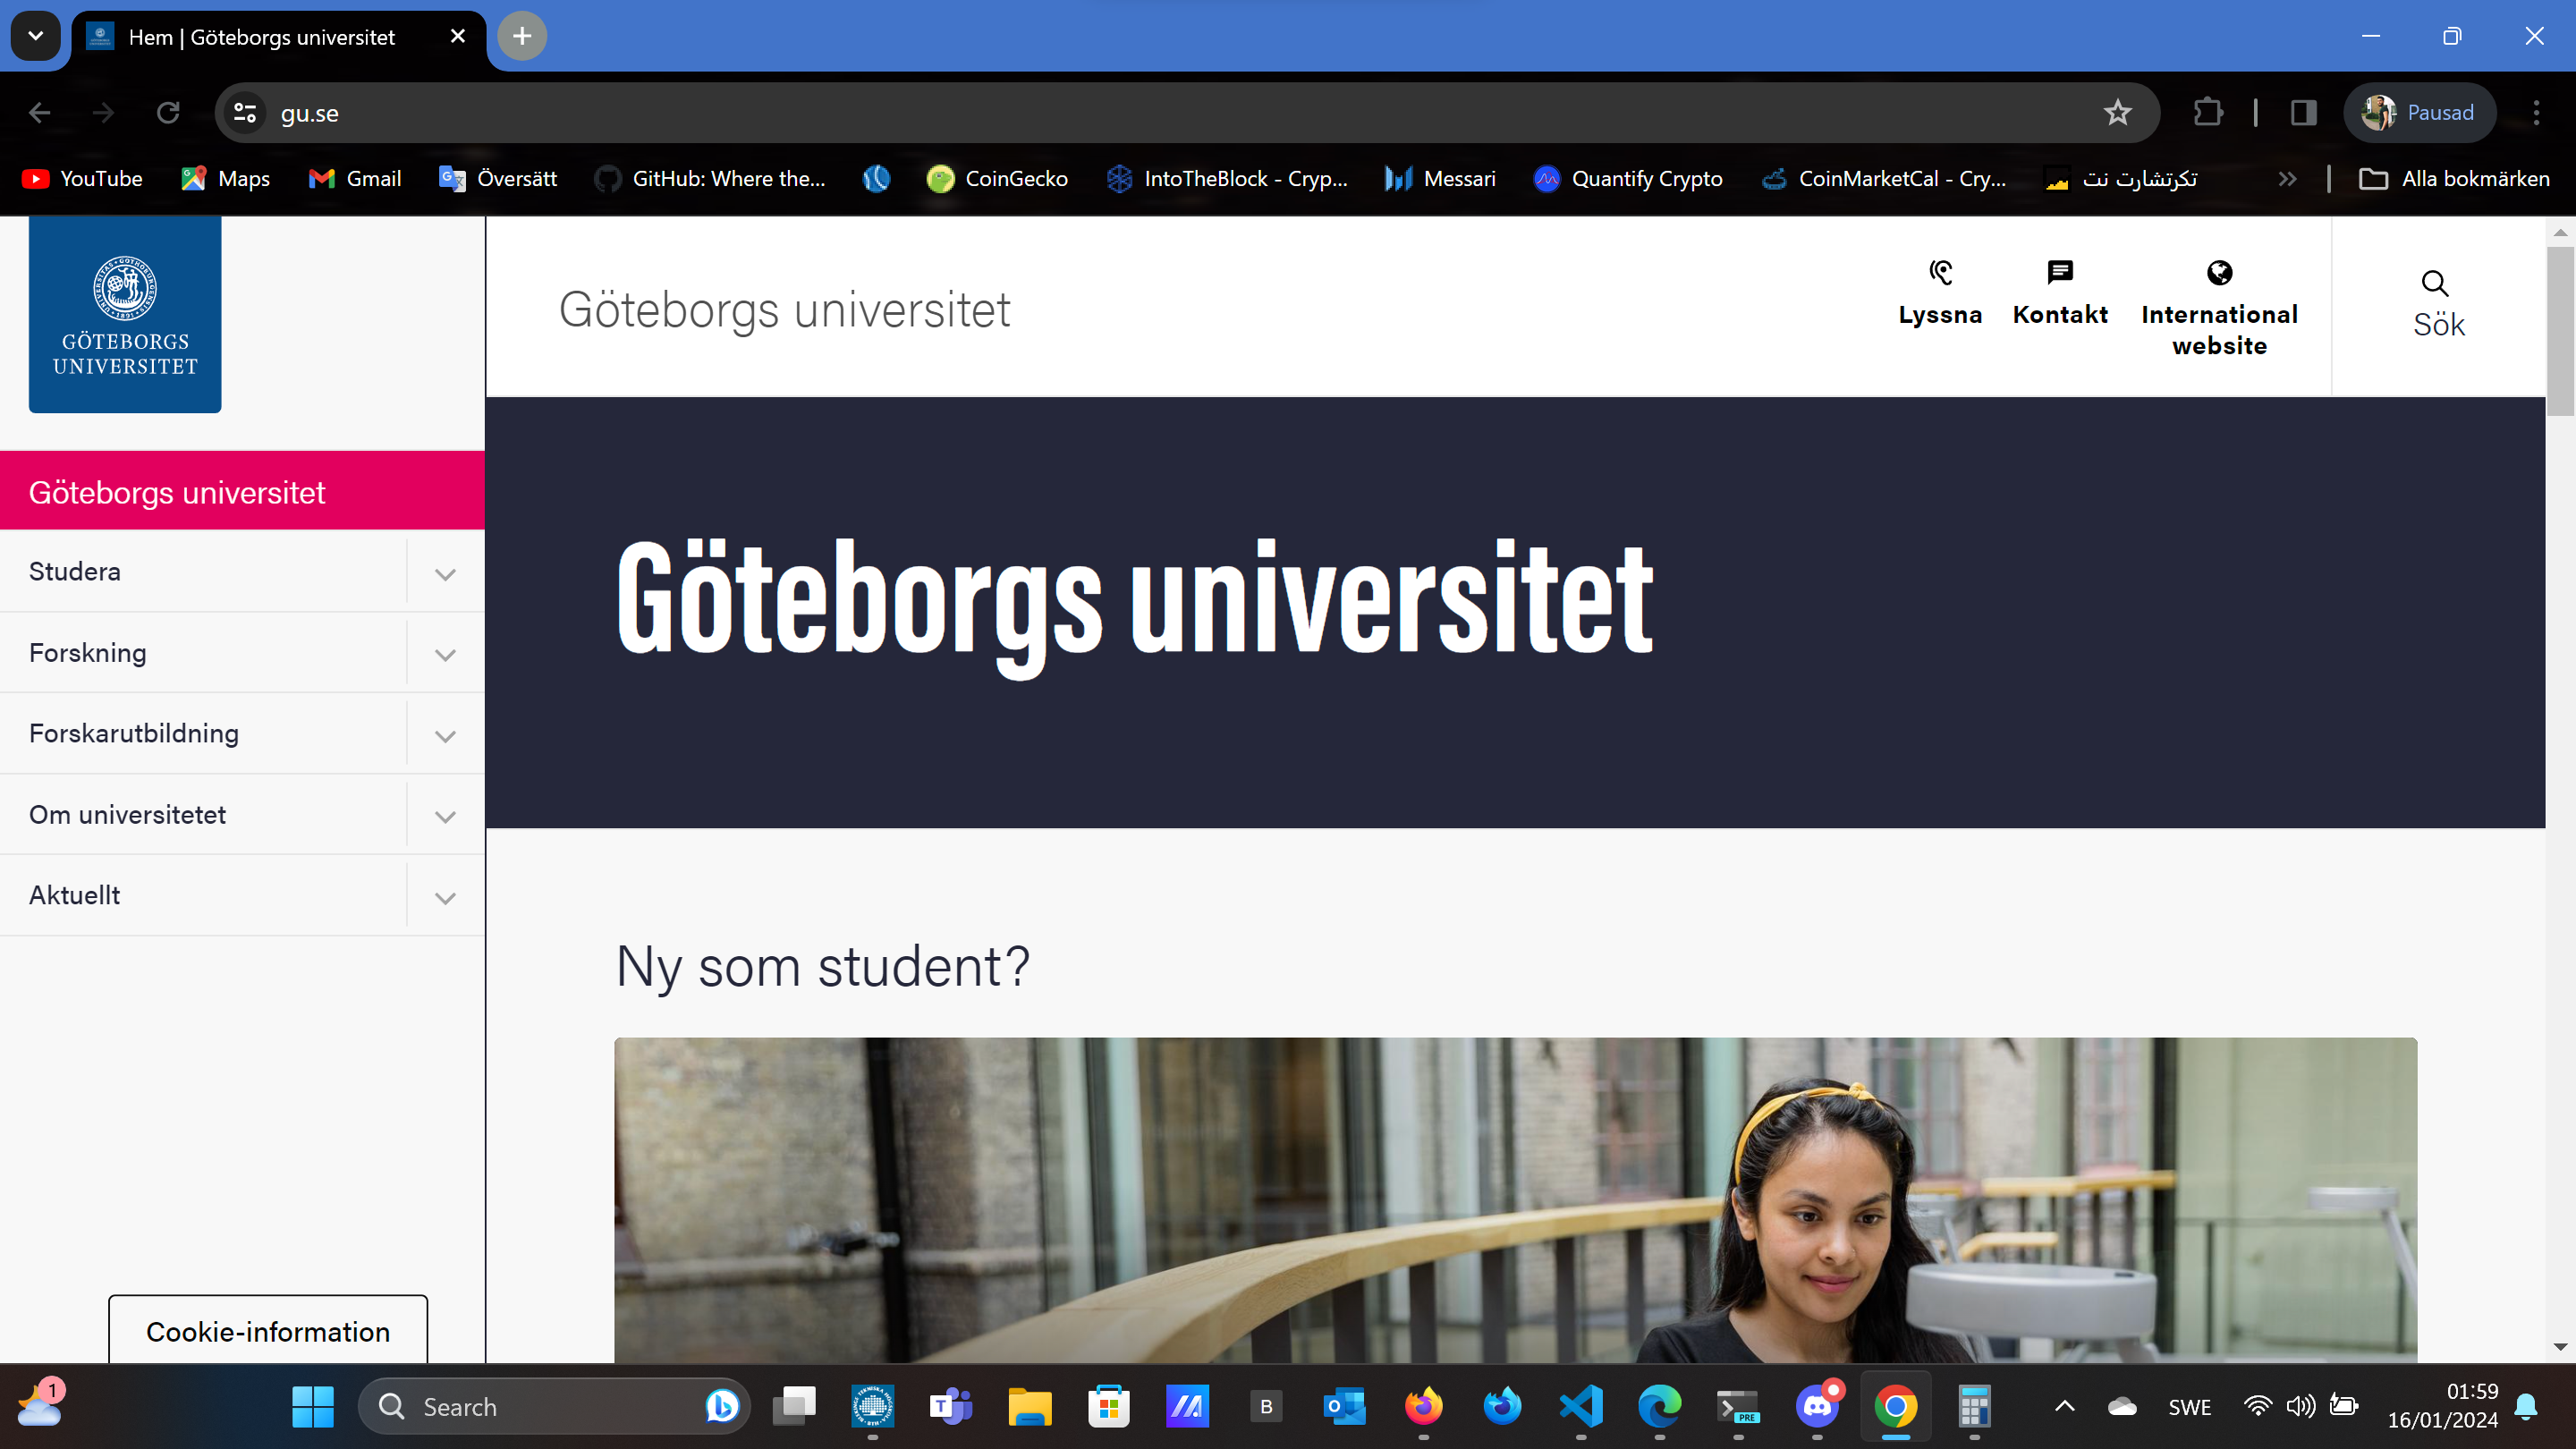 Hem | Göteborgs universitet
gu.se
Pausad
YouTube
Maps
Gmail
Översätt
GitHub: Where the...
CoinGecko
IntoTheBlock - Cryp...
Messari
Quantify Crypto
CoinMarketCal - Cry...
تکرتشارت نت
Alla bokmärken
GÖTEBORGS
UNIVERSITET
Göteborgs universitet
Lyssna
Kontakt
International
website
Sök
Göteborgs universitet
Studera
Forskning
Forskarutbildning
Om universitetet
Aktuellt
Cookie-information
Göteborgs universitet
Ny som student?
1
Search
T
B
O
PRE
SWE
01:59
16/01/2024